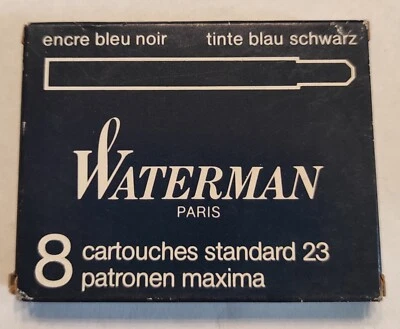 encre bleu noir tinte blau schwarz
WATERMAN
PARIS
8 cartouches standard 23
patronen maxima